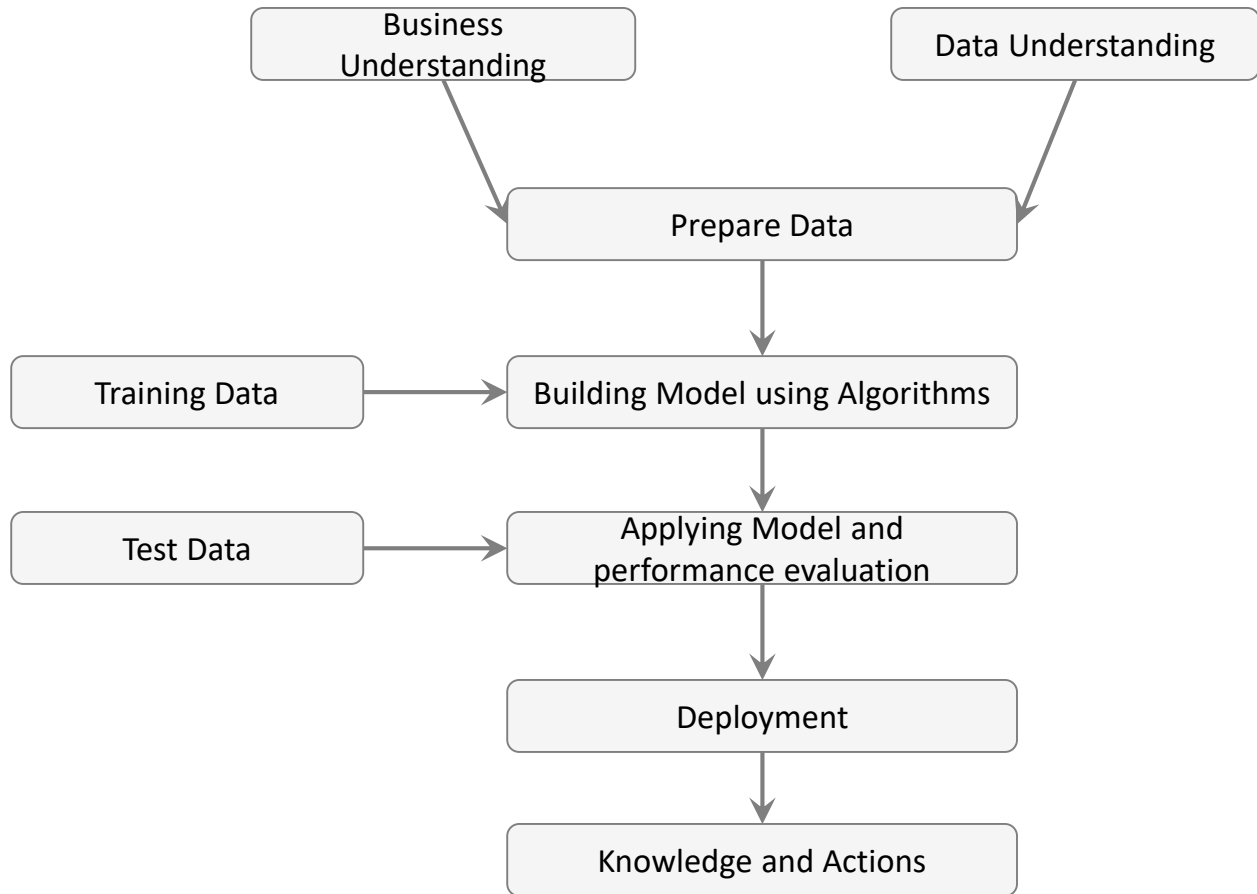 Business
Understanding
Data Understanding
Prepare Data
Training Data
Building Model using Algorithms
Test Data
Applying Model and
performance evaluation
Deployment
Knowledge and Actions